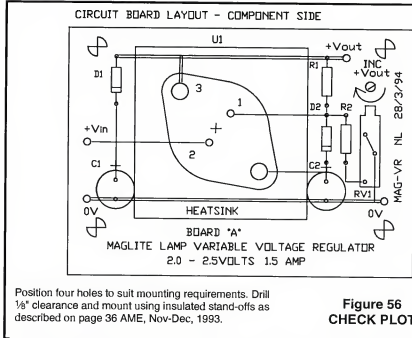 CIRCUIT BOARD LAYOUT - COMPONENT SIDE
U1
+Vout
R1
INC
+Vout
D1
3
1
D2
R2
+Vin
2
C1
C2
RV1
0V
0V
HEATSINK
MAG-VR NL 28/3/94
BOARD "A"
MAGLITE LAMP VARIABLE VOLTAGE REGULATOR
2.0 - 2.5VOLTS 1.5 AMP
Position four holes to suit mounting requirements. Drill
⅛" clearance and mount using insulated stand-offs as
described on page 36 AME, Nov-Dec, 1993.
Figure 56
CHECK PLOT